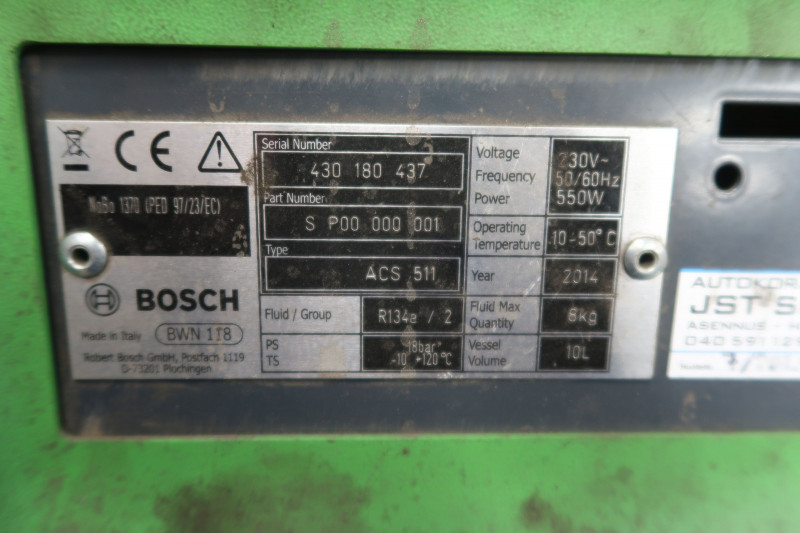 CE
NoBo 1370 (PED 97/23/EC)
BOSCH
Made in Italy BWN 118
Robert Bosch GmbH, Posfach 1119
D-73201 Plochingen
Serial Number
430 180 437
Part Number
S P00 000 001
Type
ACS 511
Fluid / Group R134a / 2
PS 18bar
TS -10° +120°C
Voltage 230V~
Frequency 50/60Hz
Power 550W
Operating Temperature 10-50°C
Year 2014
Fluid Max Quantity 8kg
Vessel Volume 10L
JST S
ASENNUS - H
040 591 12